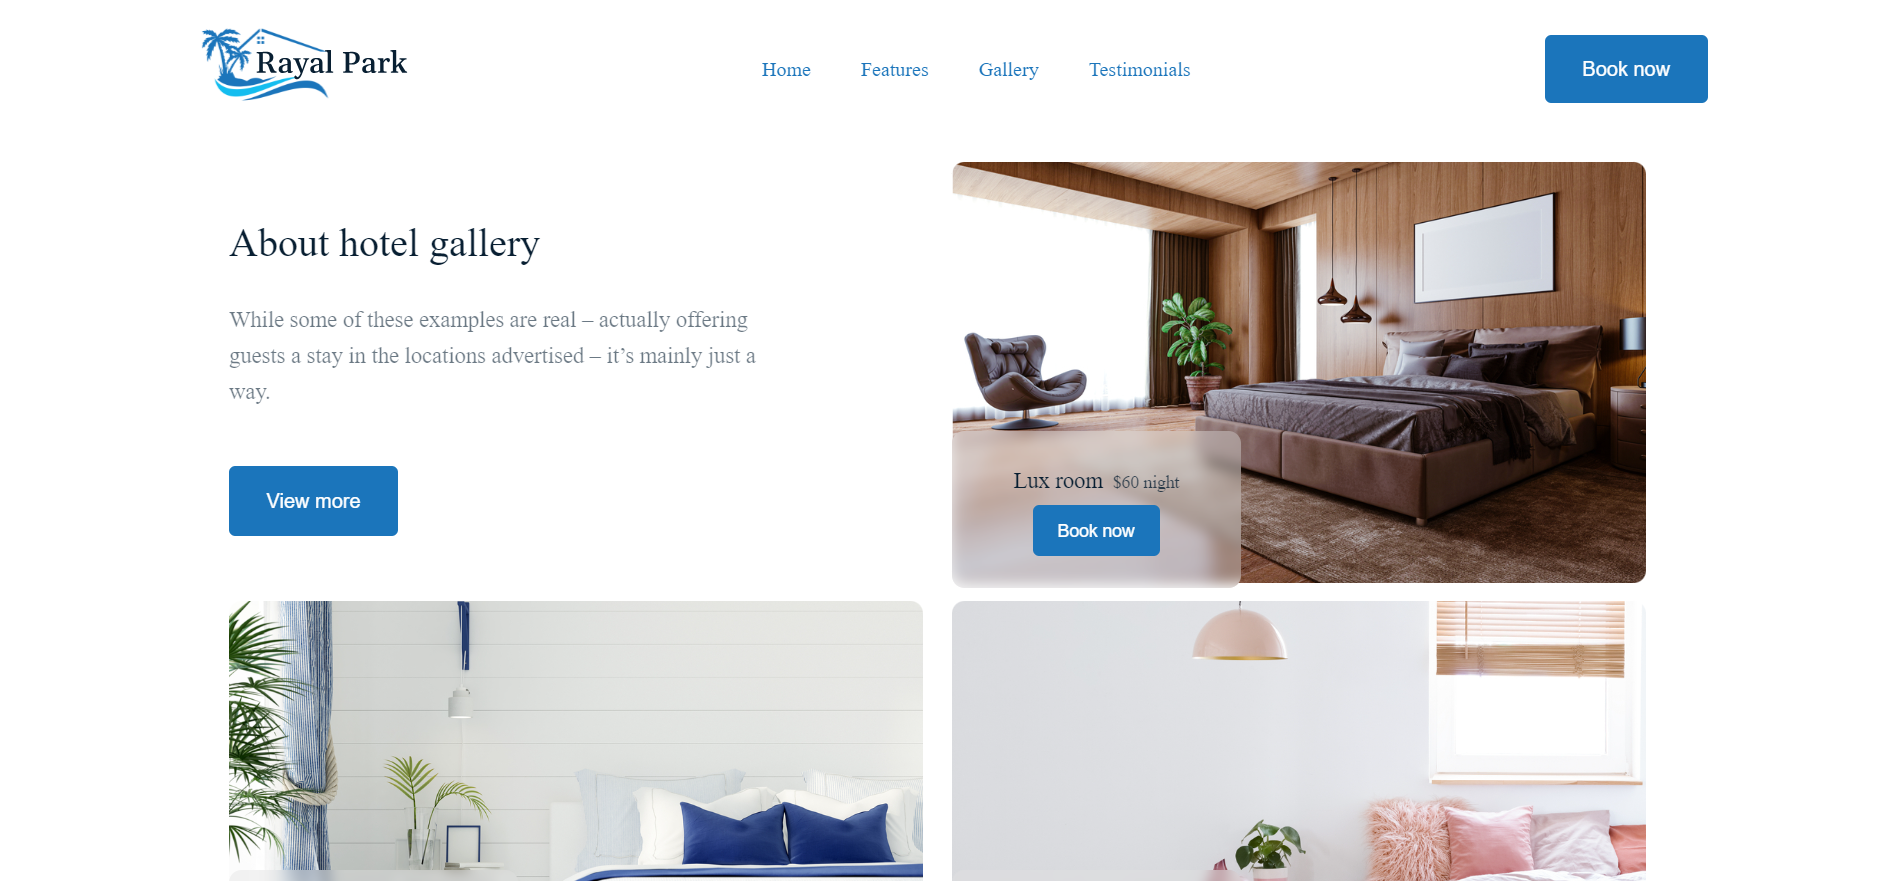 Rayal Park
Home Features Gallery Testimonials
Book now
About hotel gallery
While some of these examples are real – actually offering
guests a stay in the locations advertised – it’s mainly just a
way.
View more
Lux room $60 night
Book now